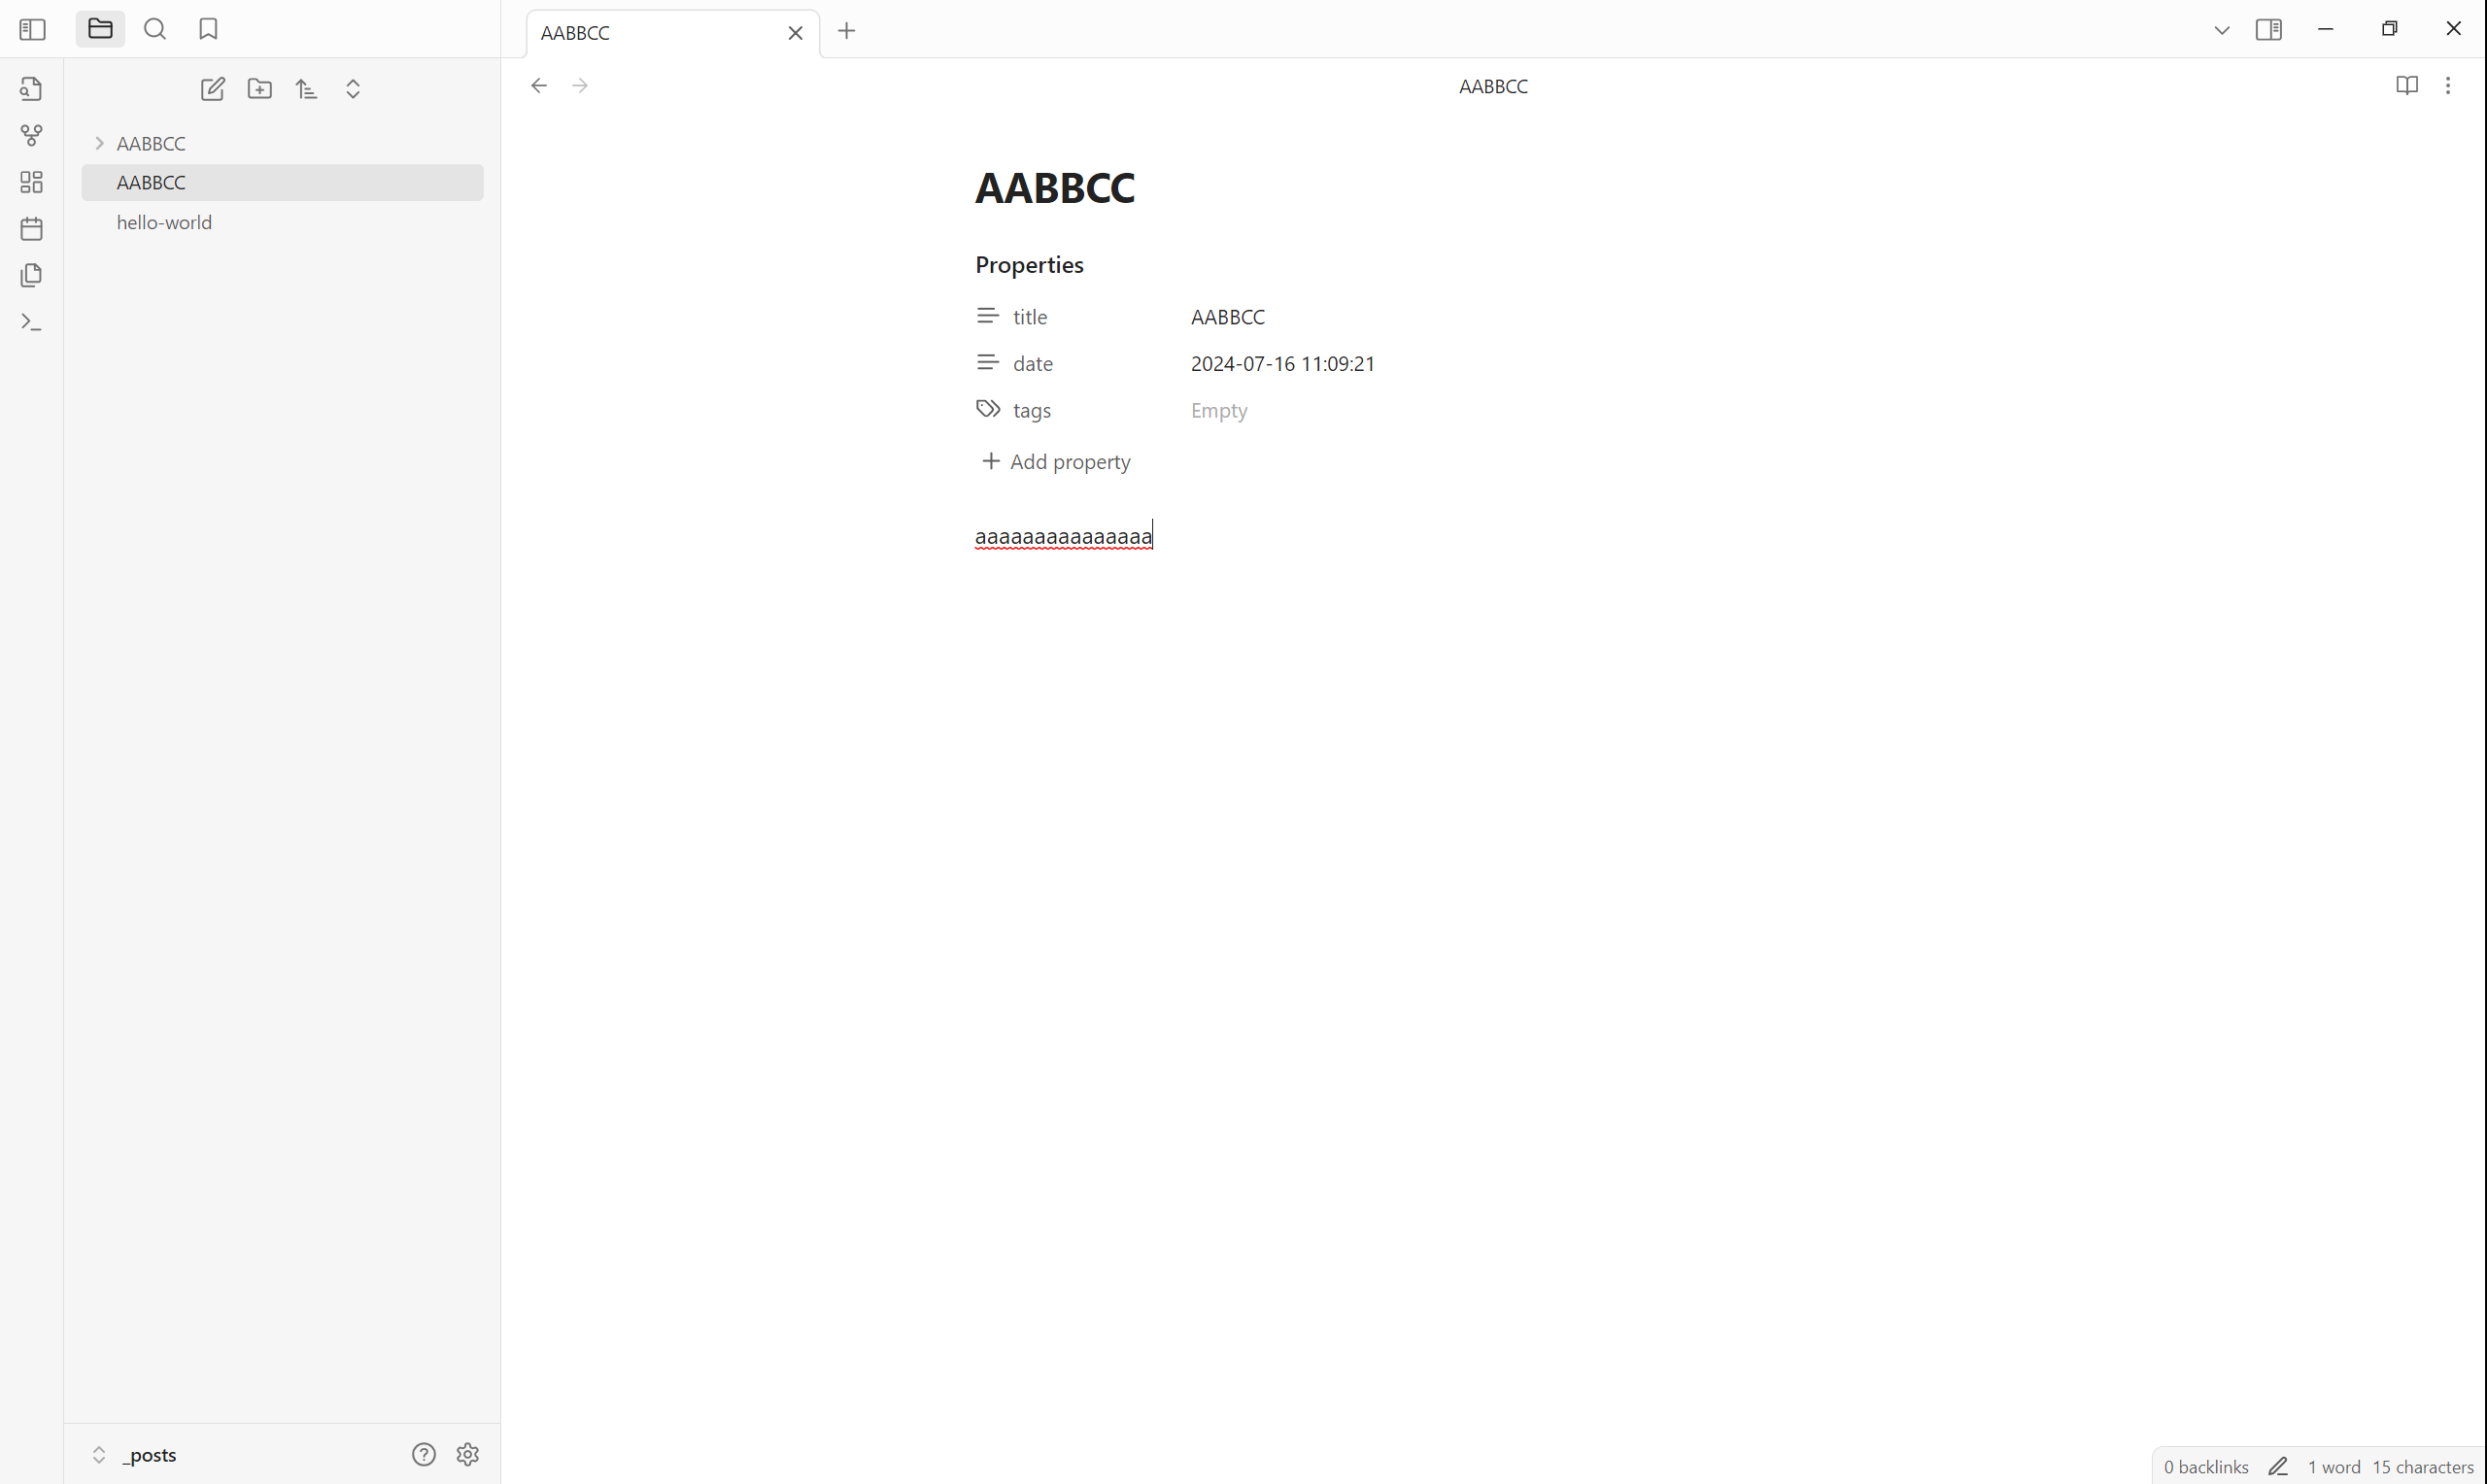 AABBCC
AABBCC
AABBCC
AABBCC
hello-world
AABBCC
Properties
title AABBCC
date 2024-07-16 11:09:21
tags Empty
Add property
aaaaaaaaaaaaaaa
_posts
0 backlinks 1 word 15 characters